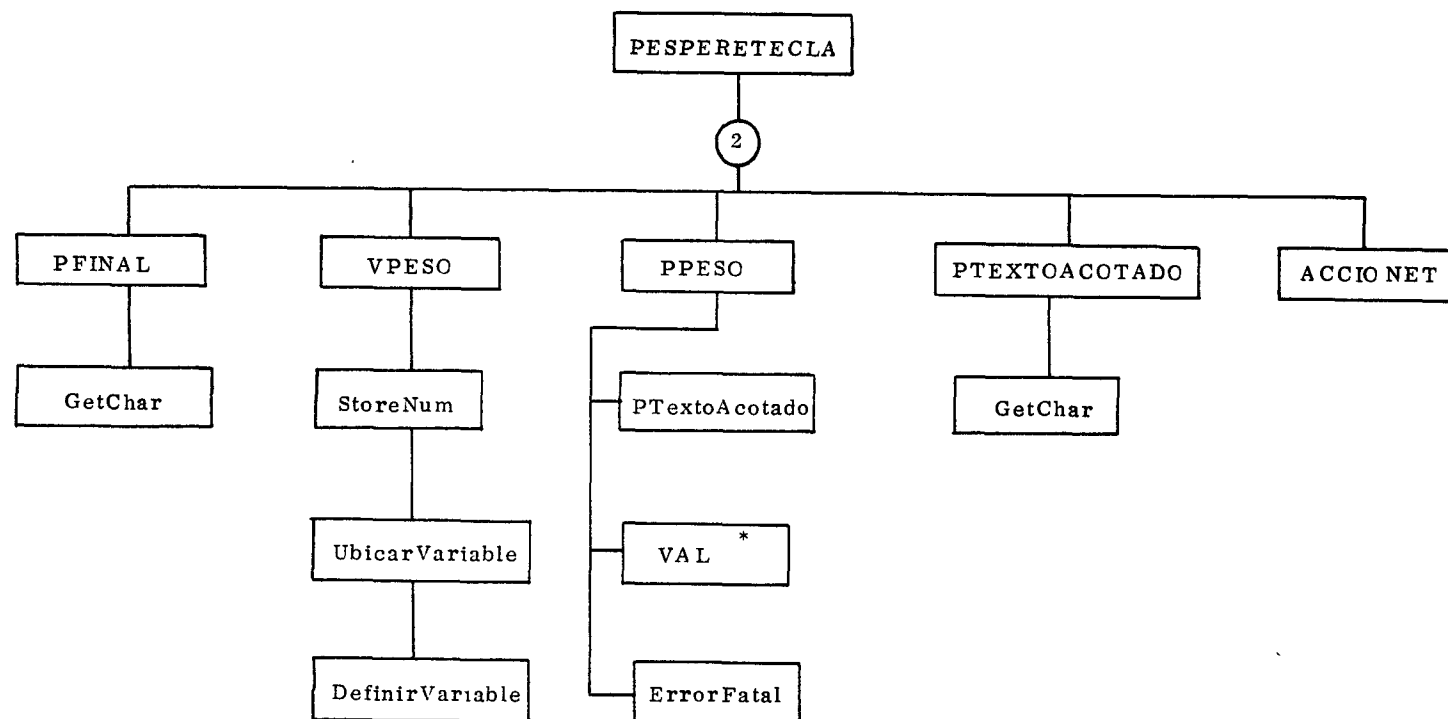 PESPERETECLA
2
PFINAL
VPESO
PPESO
PTEXTOACOTADO
ACCIONET
GetChar
StoreNum
PTextoAcotado
GetChar
UbicarVariable
VAL *
DefinirVariable
ErrorFatal